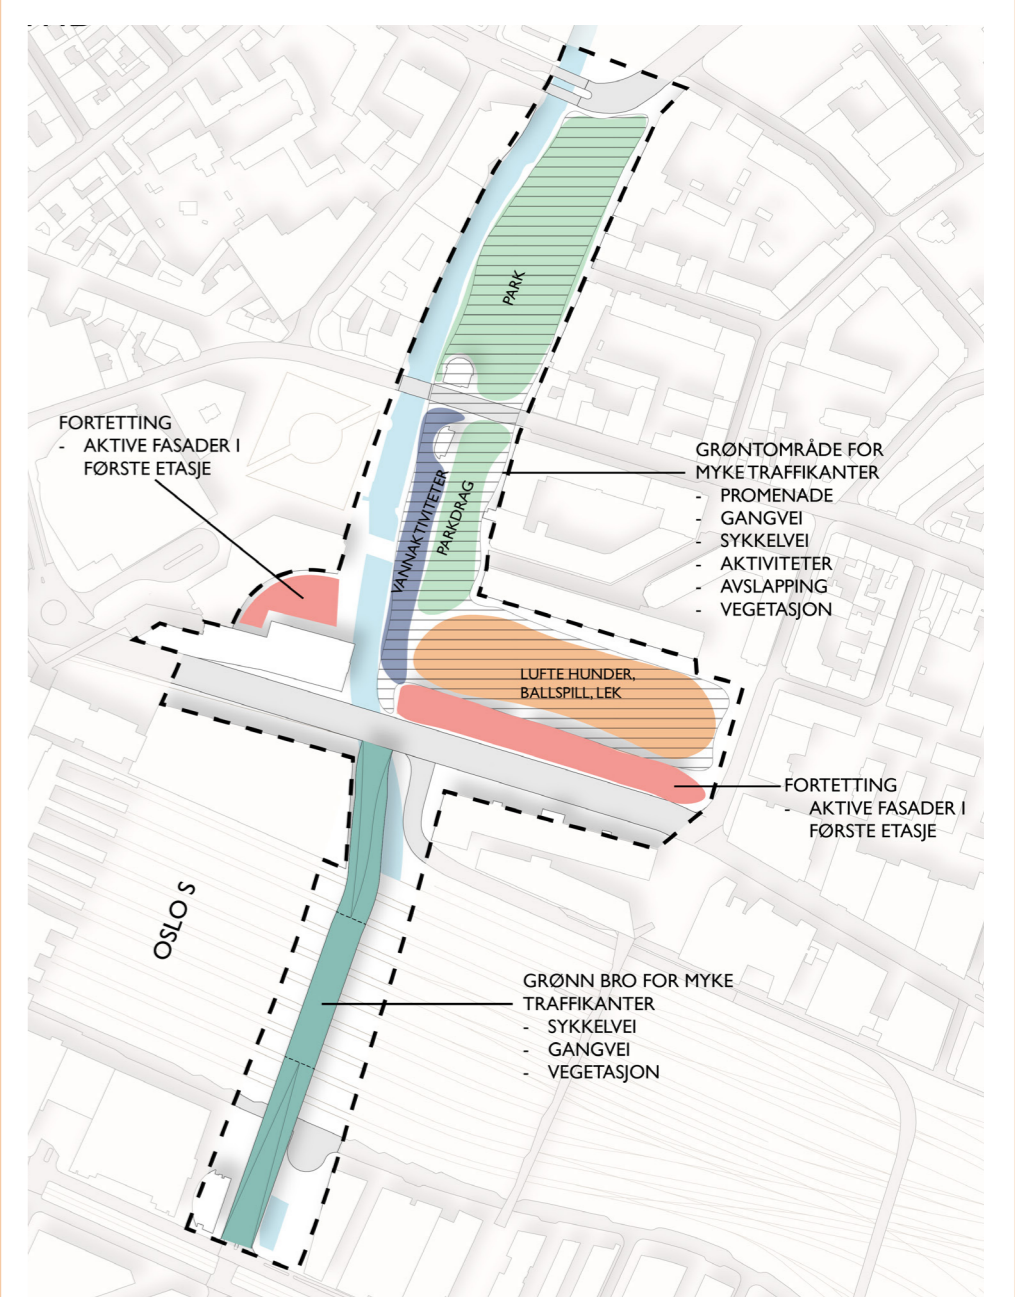 PARK
FORTETTING
- AKTIVE FASADER I
FØRSTE ETASJE
GRØNTOMRÅDE FOR
MYKE TRAFFIKANTER
- PROMENADE
- GANGVEI
- SYKKELVEI
- AKTIVITETER
- AVSLAPPING
- VEGETASJON
VANNAKTIVITETER
PARKDRAG
LUFTE HUNDER,
BALLSPILL, LEK
FORTETTING
- AKTIVE FASADER I
FØRSTE ETASJE
OSLO S
GRØNN BRO FOR MYKE
TRAFFIKANTER
- SYKKELVEI
- GANGVEI
- VEGETASJON